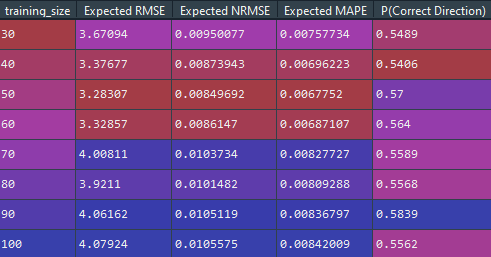 training_size Expected RMSE Expected NRMSE Expected MAPE P(Correct Direction)
30 3.67094 0.00950077 0.00757734 0.5489
40 3.37677 0.00873943 0.00696223 0.5406
50 3.28307 0.00849692 0.0067752 0.57
60 3.32857 0.0086147 0.00687107 0.564
70 4.00811 0.0103734 0.00827727 0.5589
80 3.9211 0.0101482 0.00809288 0.5568
90 4.06162 0.0105119 0.00836797 0.5839
100 4.07924 0.0105575 0.00842009 0.5562